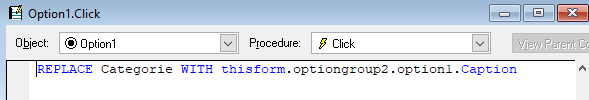 Option1.Click
Object: Option1 Procedure: Click View Parent Co
REPLACE Categorie WITH thisform.optiongroup2.option1.Caption